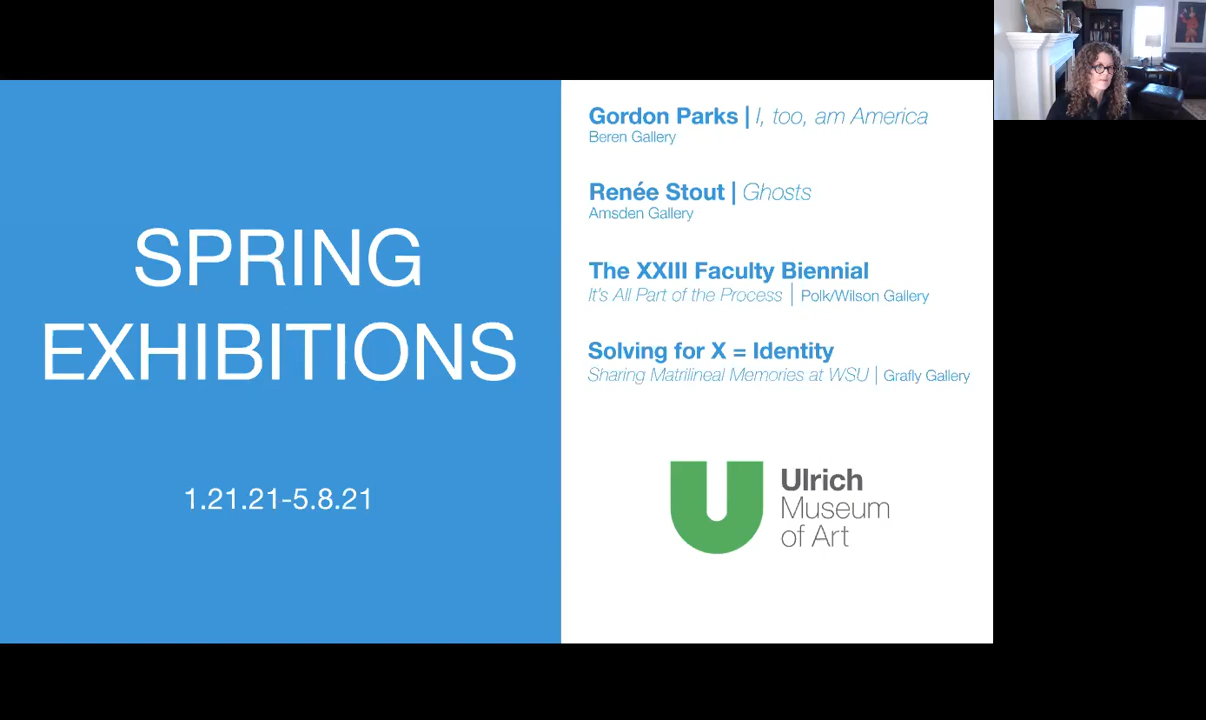 SPRING
EXHIBITIONS
1.21.21-5.8.21
Gordon Parks | I, too, am America
Beren Gallery
Renée Stout | Ghosts
Amsden Gallery
The XXIII Faculty Biennial
It's All Part of the Process | Polk/Wilson Gallery
Solving for X = Identity
Sharing Matrilineal Memories at WSU | Grafly Gallery
Ulrich
Museum
of Art